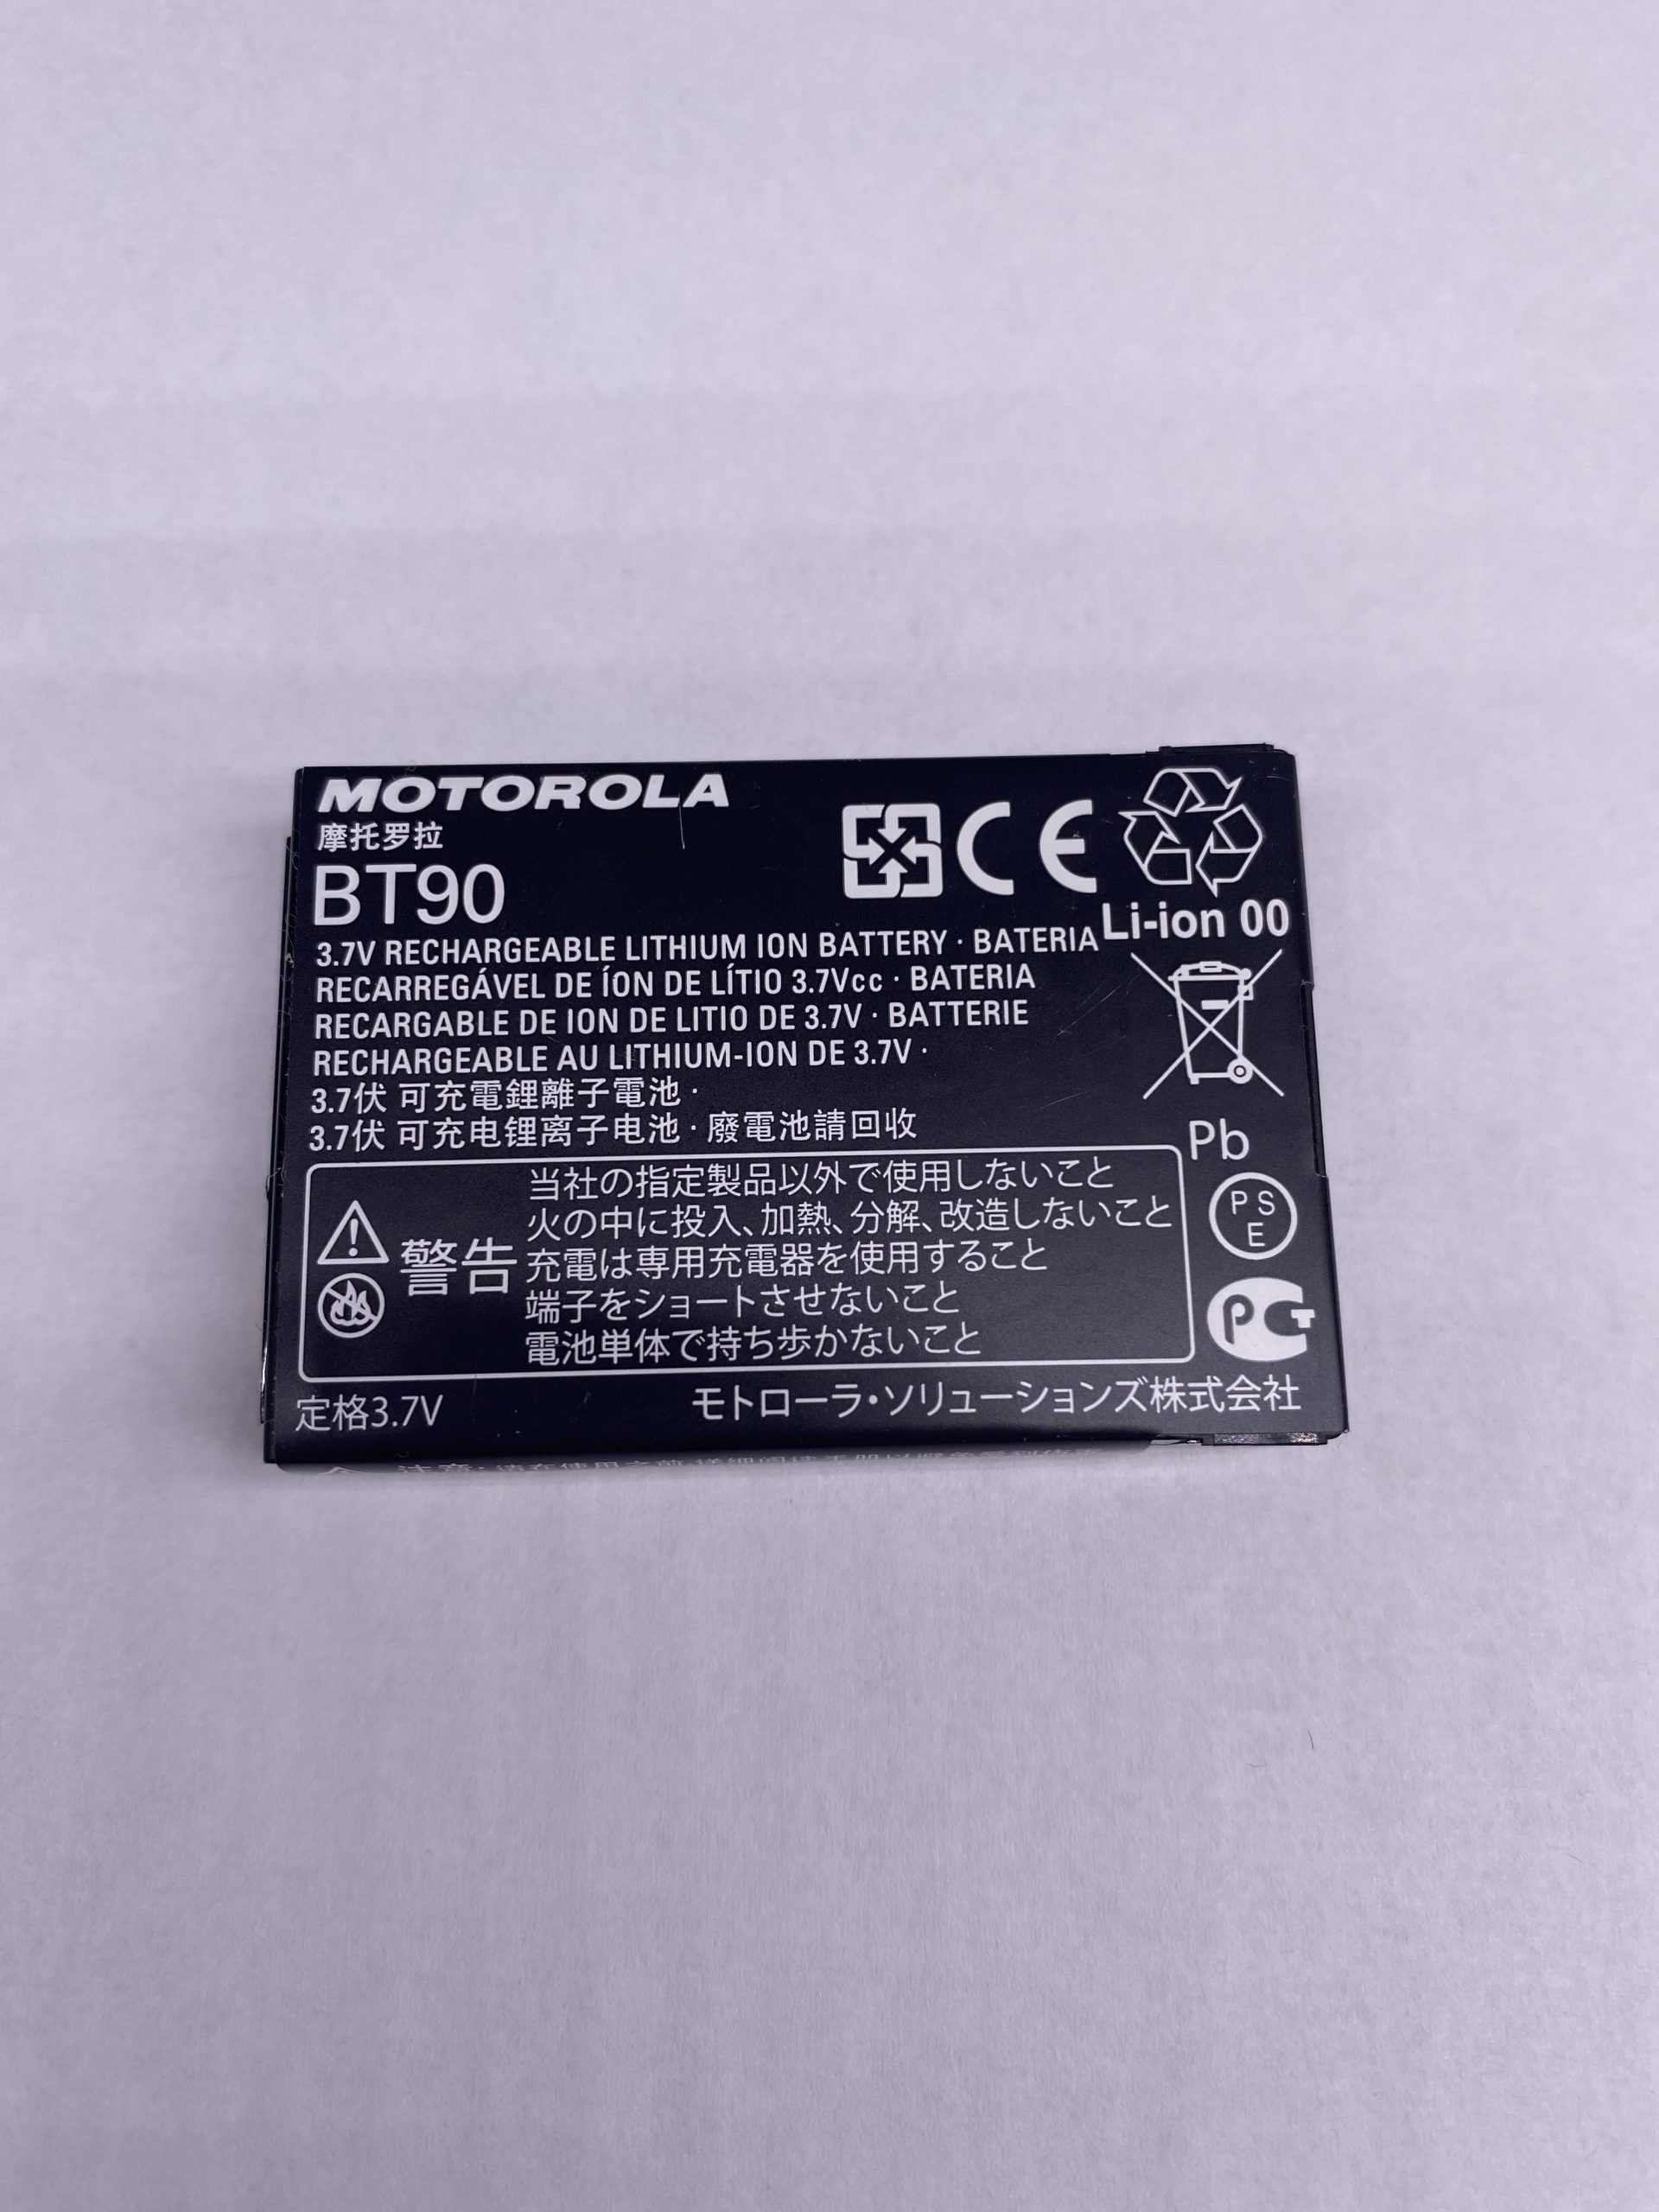 MOTOROLA
摩托罗拉
BT90
CE
Li-ion 00
3.7V RECHARGEABLE LITHIUM ION BATTERY · BATERIA
RECARREGÁVEL DE ÍON DE LÍTIO 3.7Vcc · BATERIA
RECARGABLE DE ION DE LITIO DE 3.7V · BATTERIE
RECHARGEABLE AU LITHIUM-ION DE 3.7V ·
3.7伏 可充電鋰離子電池 ·
3.7伏 可充电锂离子电池 · 廢電池請回收
Pb
PS
E
PCT
警告
当社の指定製品以外で使用しないこと
火の中に投入、加熱、分解、改造しないこと
充電は専用充電器を使用すること
端子をショートさせないこと
電池単体で持ち歩かないこと
定格3.7V
モトローラ・ソリューションズ株式会社